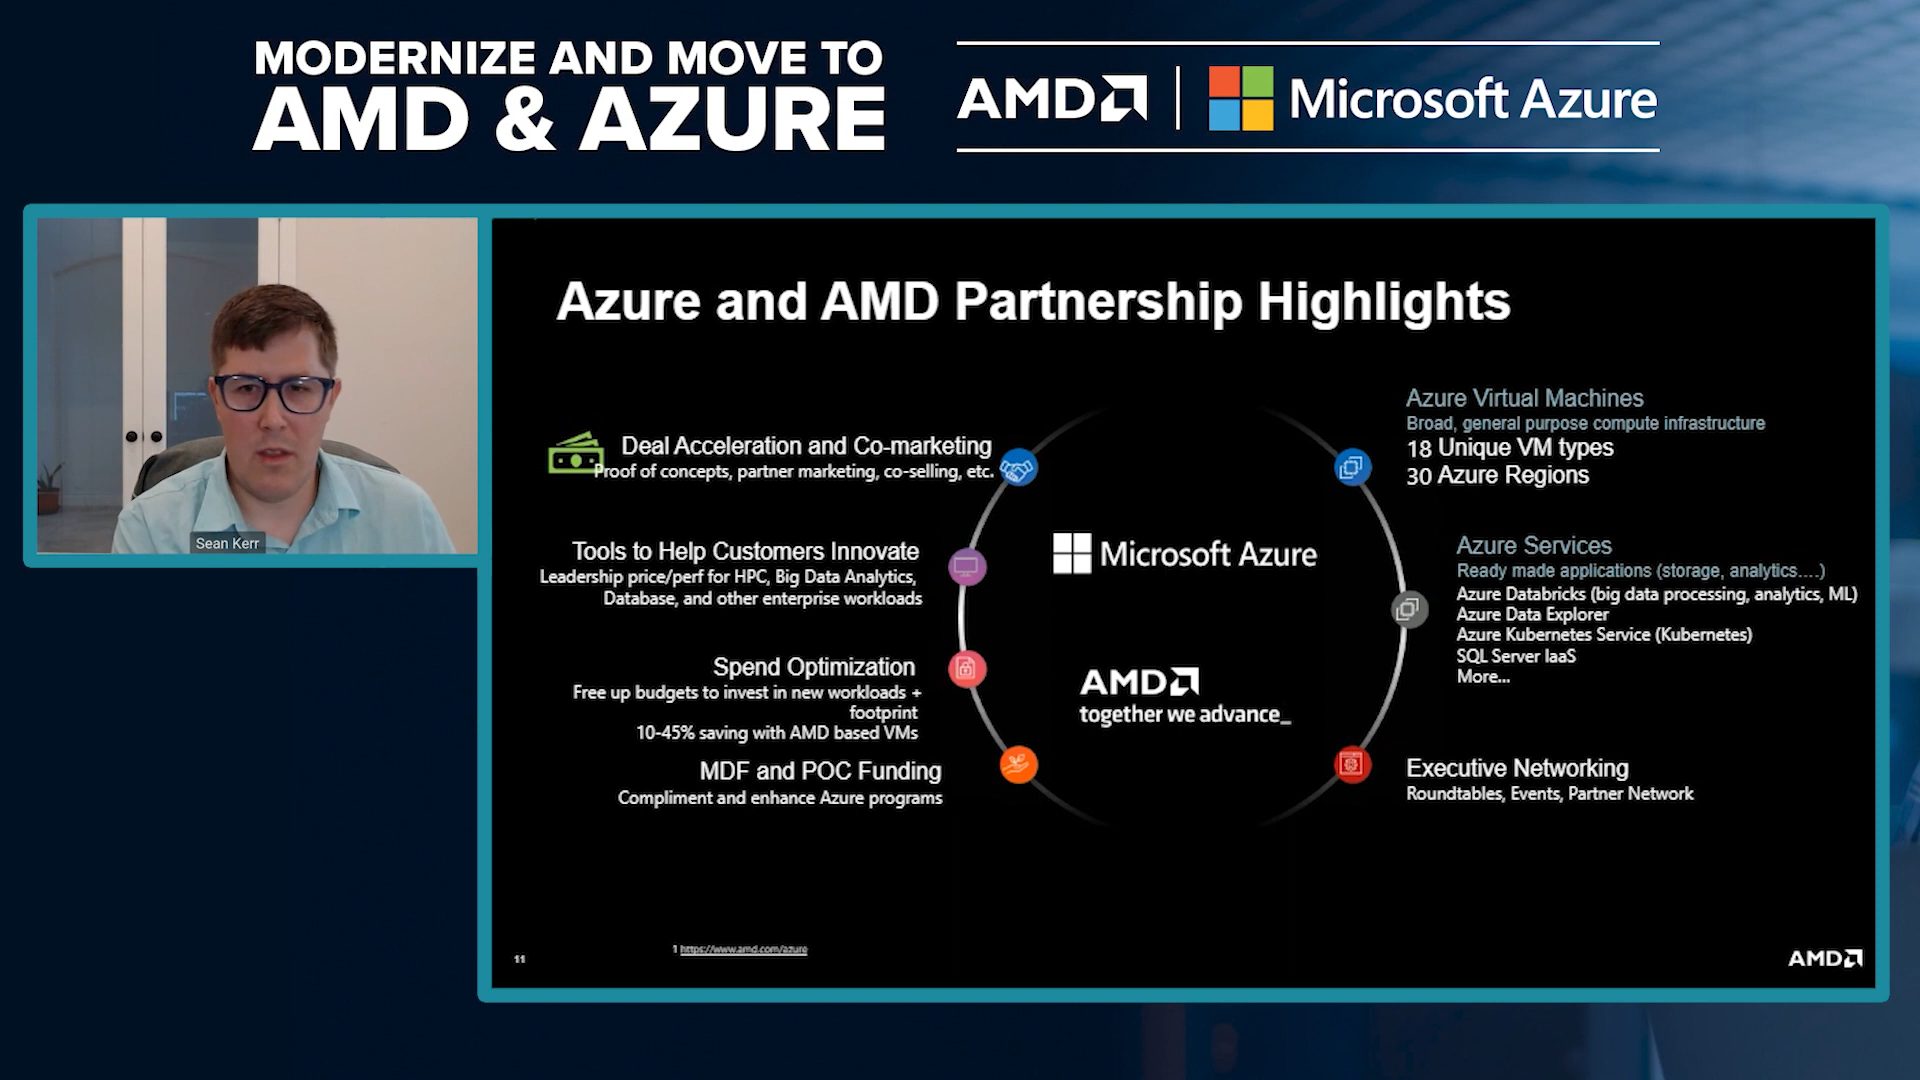 MODERNIZE AND MOVE TO
AMD & AZURE
AMD
Microsoft Azure
Sean Kerr
Azure and AMD Partnership Highlights
Deal Acceleration and Co-marketing
Proof of concepts, partner marketing, co-selling, etc.
Tools to Help Customers Innovate
Leadership price/perf for HPC, Big Data Analytics,
Database, and other enterprise workloads
Spend Optimization
Free up budgets to invest in new workloads +
footprint
10-45% saving with AMD based VMs
MDF and POC Funding
Compliment and enhance Azure programs
Microsoft Azure
AMD
together we advance_
Azure Virtual Machines
Broad, general purpose compute infrastructure
18 Unique VM types
30 Azure Regions
Azure Services
Ready made applications (storage, analytics....)
Azure Databricks (big data processing, analytics, ML)
Azure Data Explorer
Azure Kubernetes Service (Kubernetes)
SQL Server IaaS
More...
Executive Networking
Roundtables, Events, Partner Network
1 https://www.amd.com/azure
11
AMD